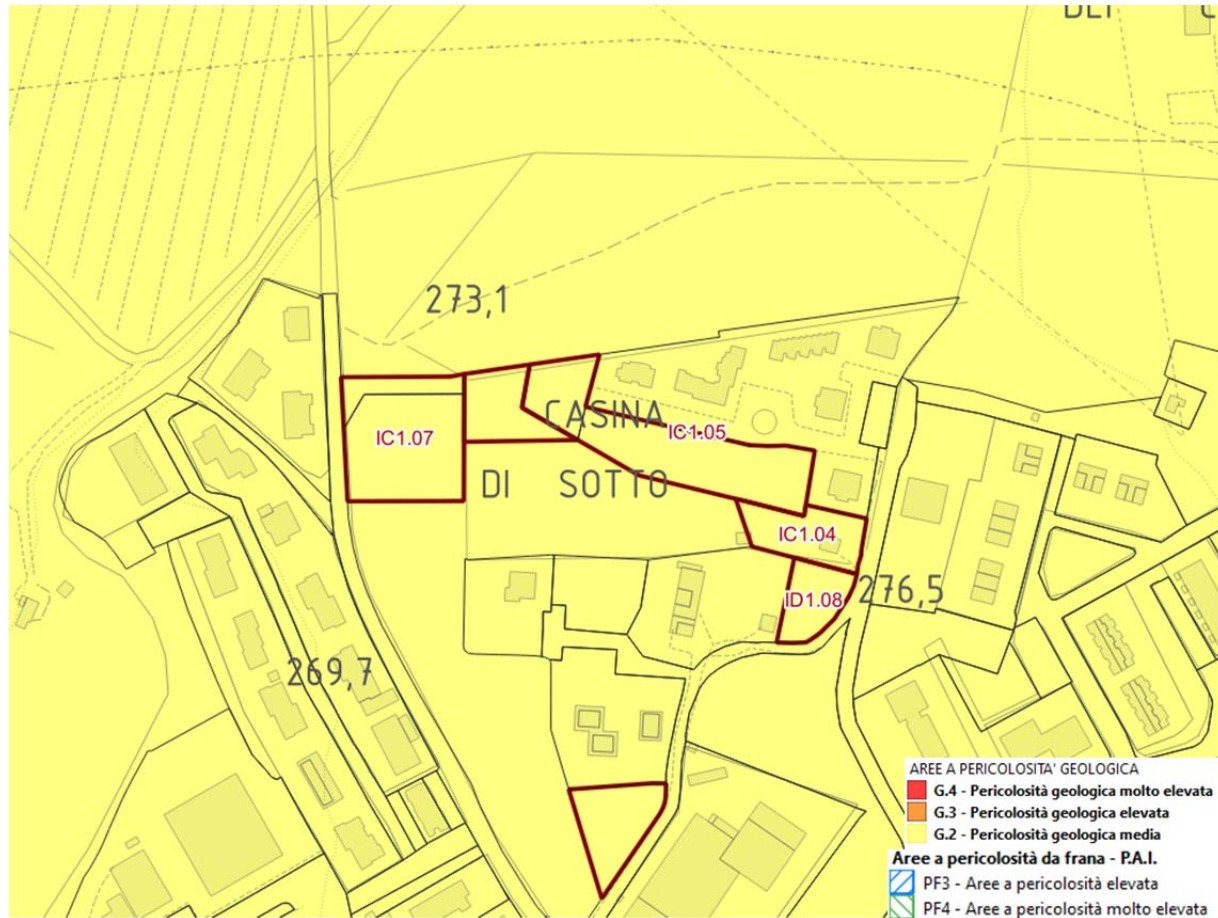 273,1
CASINA
IC1.07
IC1.05
DI SOTTO
IC1.04
ID1.08
276,5
269,7
AREE A PERICOLOSITA' GEOLOGICA
G.4 - Pericolosità geologica molto elevata
G.3 - Pericolosità geologica elevata
G.2 - Pericolosità geologica media
Aree a pericolosità da frana - P.A.I.
PF3 - Aree a pericolosità elevata
PF4 - Aree a pericolosità molto elevata